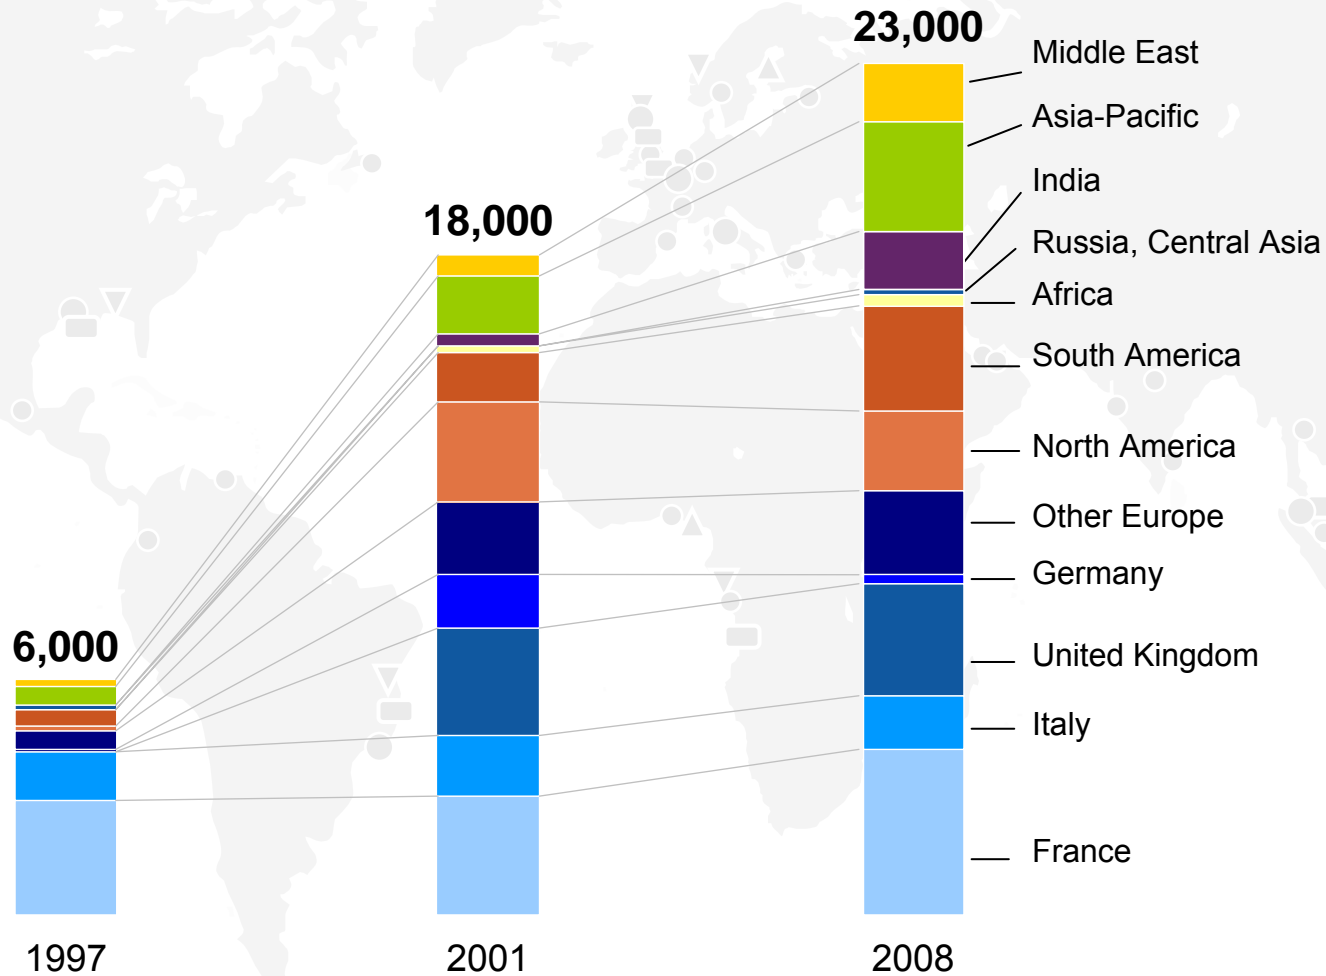 23,000
Middle East
Asia-Pacific
India
18,000
Russia, Central Asia
Africa
South America
North America
Other Europe
Germany
6,000
United Kingdom
Italy
France
1997
2001
2008